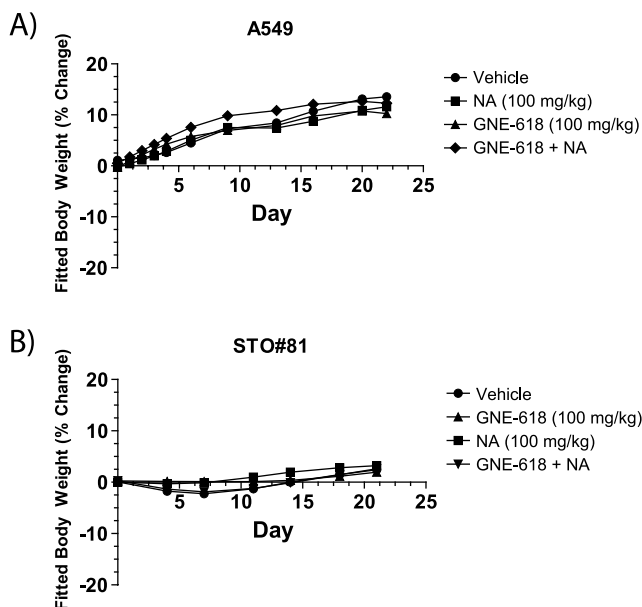 A)
A549
Fitted Body Weight (% Change)
20
10
0
-10
-20
5
10
15
20
25
Day
Vehicle
NA (100 mg/kg)
GNE-618 (100 mg/kg)
GNE-618 + NA
B)
STO#81
Fitted Body Weight (% Change)
20
10
0
-10
-20
5
10
15
20
25
Day
Vehicle
GNE-618 (100 mg/kg)
NA (100 mg/kg)
GNE-618 + NA